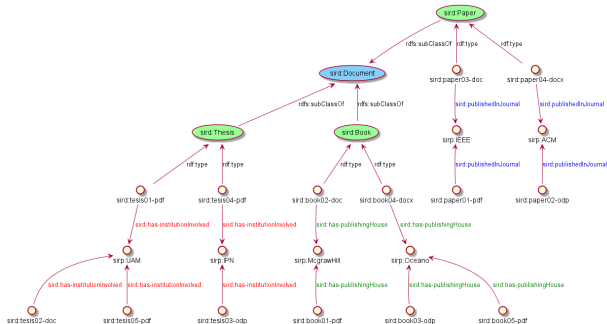 sird:Paper
rdfs:subClassOf
rdf:type
rdf:type
sird:Document
sird:paper03-doc
sird:paper04-docx
rdfs:subClassOf
rdfs:subClassOf
sird:publishedInJournal
sird:publishedInJournal
sird:Thesis
sird:Book
sirp:IEEE
sirp:ACM
rdf:type
rdf:type
rdf:type
rdf:type
sird:publishedInJournal
sird:publishedInJournal
sird:tesis01-pdf
sird:tesis04-pdf
sird:book02-doc
sird:book04-docx
sird:paper01-pdf
sird:paper02-odp
sird:has-institutionInvolved
sird:has-institutionInvolved
sird:has-publishingHouse
sird:has-publishingHouse
sirp:UAM
sirp:IPN
sirp:McgrawHill
sirp:Oceano
sird:has-institutionInvolved
sird:has-institutionInvolved
sird:has-institutionInvolved
sird:has-publishingHouse
sird:has-publishingHouse
sird:has-publishingHouse
sird:tesis02-doc
sird:tesis05-pdf
sird:tesis03-odp
sird:book01-pdf
sird:book03-odp
sird:book05-pdf